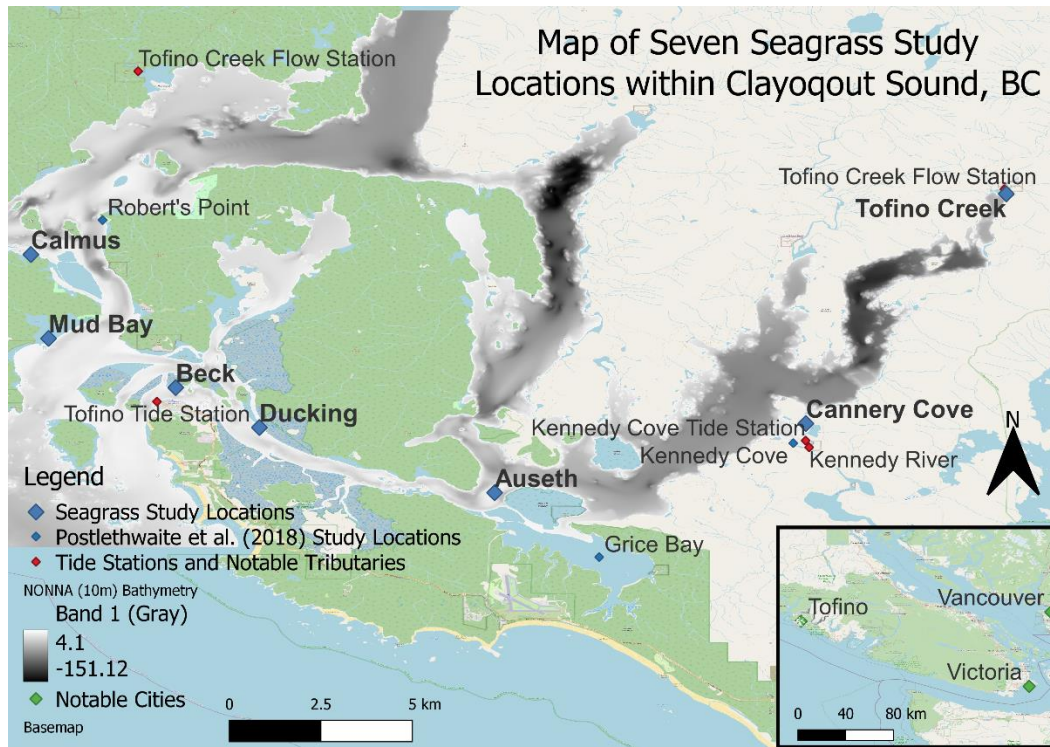 Map of Seven Seagrass Study
Locations within Clayoqout Sound, BC
Tofino Creek Flow Station
Tofino Creek Flow Station
Tofino Creek
Robert's Point
Calmus
Mud Bay
Beck
Tofino Tide Station
Ducking
Cannery Cove
Kennedy Cove Tide Station
Kennedy Cove
Kennedy River
N
Auseth
Grice Bay
Legend
Seagrass Study Locations
Postlethwaite et al. (2018) Study Locations
Tide Stations and Notable Tributaries
NONNA (10m) Bathymetry
Band 1 (Gray)
4.1
-151.12
Notable Cities
Basemap
0 2.5 5 km
Tofino
Vancouver
Victoria
0 40 80 km